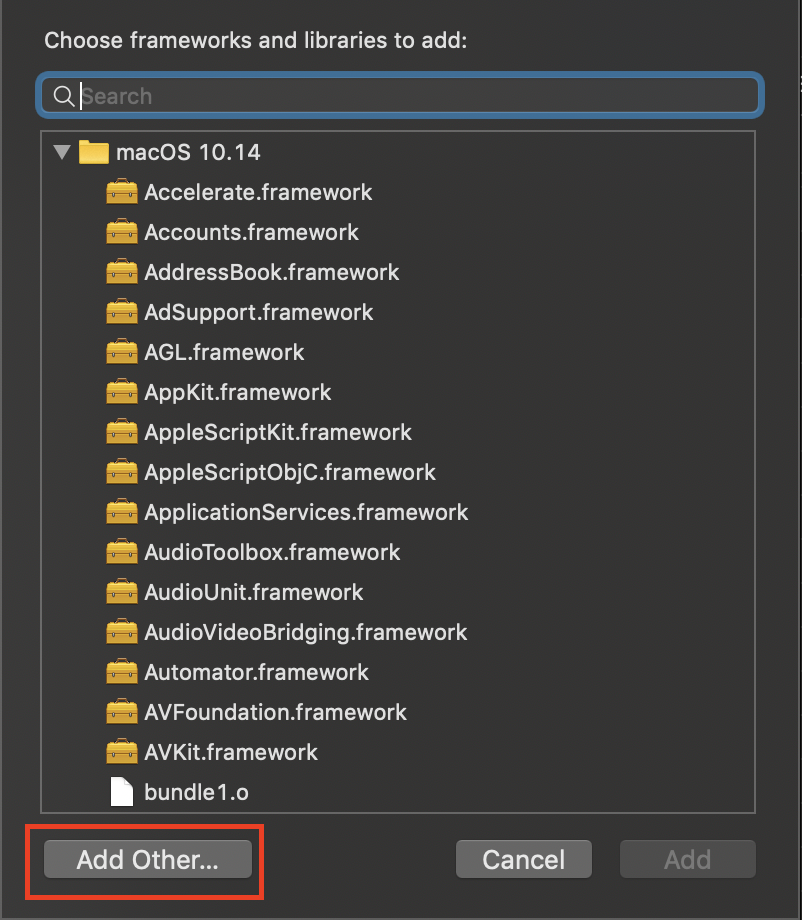 Choose frameworks and libraries to add:
Search
macOS 10.14
Accelerate.framework
Accounts.framework
AddressBook.framework
AdSupport.framework
AGL.framework
AppKit.framework
AppleScriptKit.framework
AppleScriptObjC.framework
ApplicationServices.framework
AudioToolbox.framework
AudioUnit.framework
AudioVideoBridging.framework
Automator.framework
AVFoundation.framework
AVKit.framework
bundle1.o
Add Other... Cancel Add